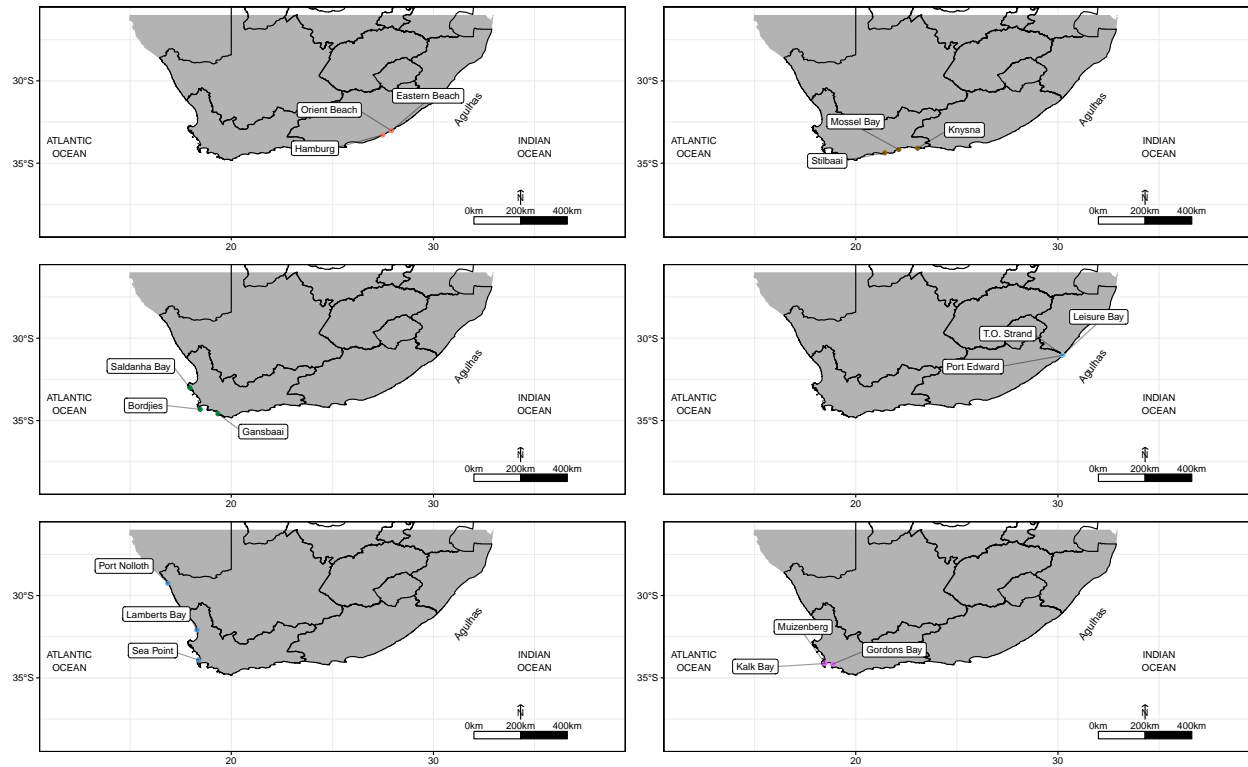 30°S
35°S
ATLANTIC
OCEAN
Orient Beach
Eastern Beach
Hamburg
Agulhas
INDIAN
OCEAN
N
0km 200km 400km
20 30
ATLANTIC
OCEAN
30°S
35°S
Mossel Bay
Knysna
Stilbaai
Agulhas
INDIAN
OCEAN
N
0km 200km 400km
20 30
30°S
35°S
ATLANTIC
OCEAN
Saldanha Bay
Bordjies
Gansbaai
Agulhas
INDIAN
OCEAN
N
0km 200km 400km
20 30
30°S
35°S
ATLANTIC
OCEAN
Leisure Bay
T.O. Strand
Port Edward
Agulhas
INDIAN
OCEAN
N
0km 200km 400km
20 30
30°S
35°S
ATLANTIC
OCEAN
Port Nolloth
Lamberts Bay
Sea Point
Agulhas
INDIAN
OCEAN
N
0km 200km 400km
20 30
30°S
35°S
ATLANTIC
OCEAN
Muizenberg
Gordons Bay
Kalk Bay
Agulhas
INDIAN
OCEAN
N
0km 200km 400km
20 30